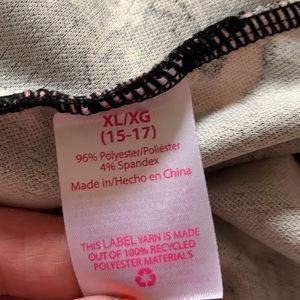 XL/XG
(15-17)
96% Polyester/Poliéster
4% Spandex
Made in/Hecho en China
THIS LABEL YARN IS MADE
OUT OF 100% RECYCLED
POLYESTER MATERIALS